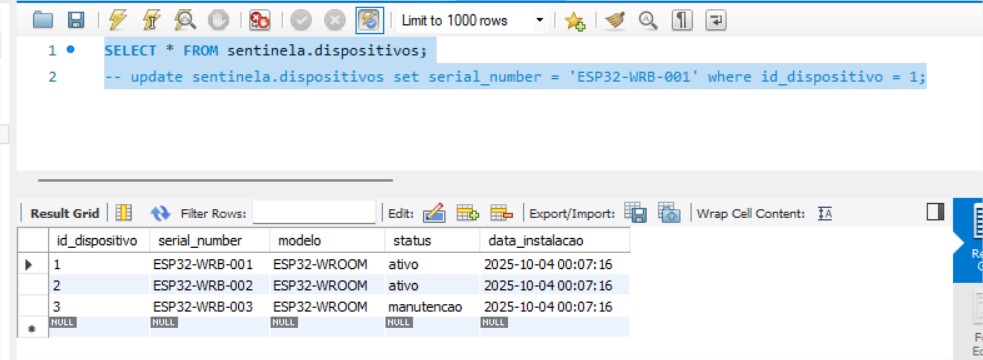 Limit to 1000 rows
1 SELECT * FROM sentinela.dispositivos;
2 -- update sentinela.dispositivos set serial_number = 'ESP32-WRB-001' where id_dispositivo = 1;
Result Grid Filter Rows: Edit: Export/Import: Wrap Cell Content:
id_dispositivo serial_number modelo status data_instalacao
1 ESP32-WRB-001 ESP32-WROOM ativo 2025-10-04 00:07:16
2 ESP32-WRB-002 ESP32-WROOM ativo 2025-10-04 00:07:16
3 ESP32-WRB-003 ESP32-WROOM manutencao 2025-10-04 00:07:16
NULL NULL NULL NULL NULL